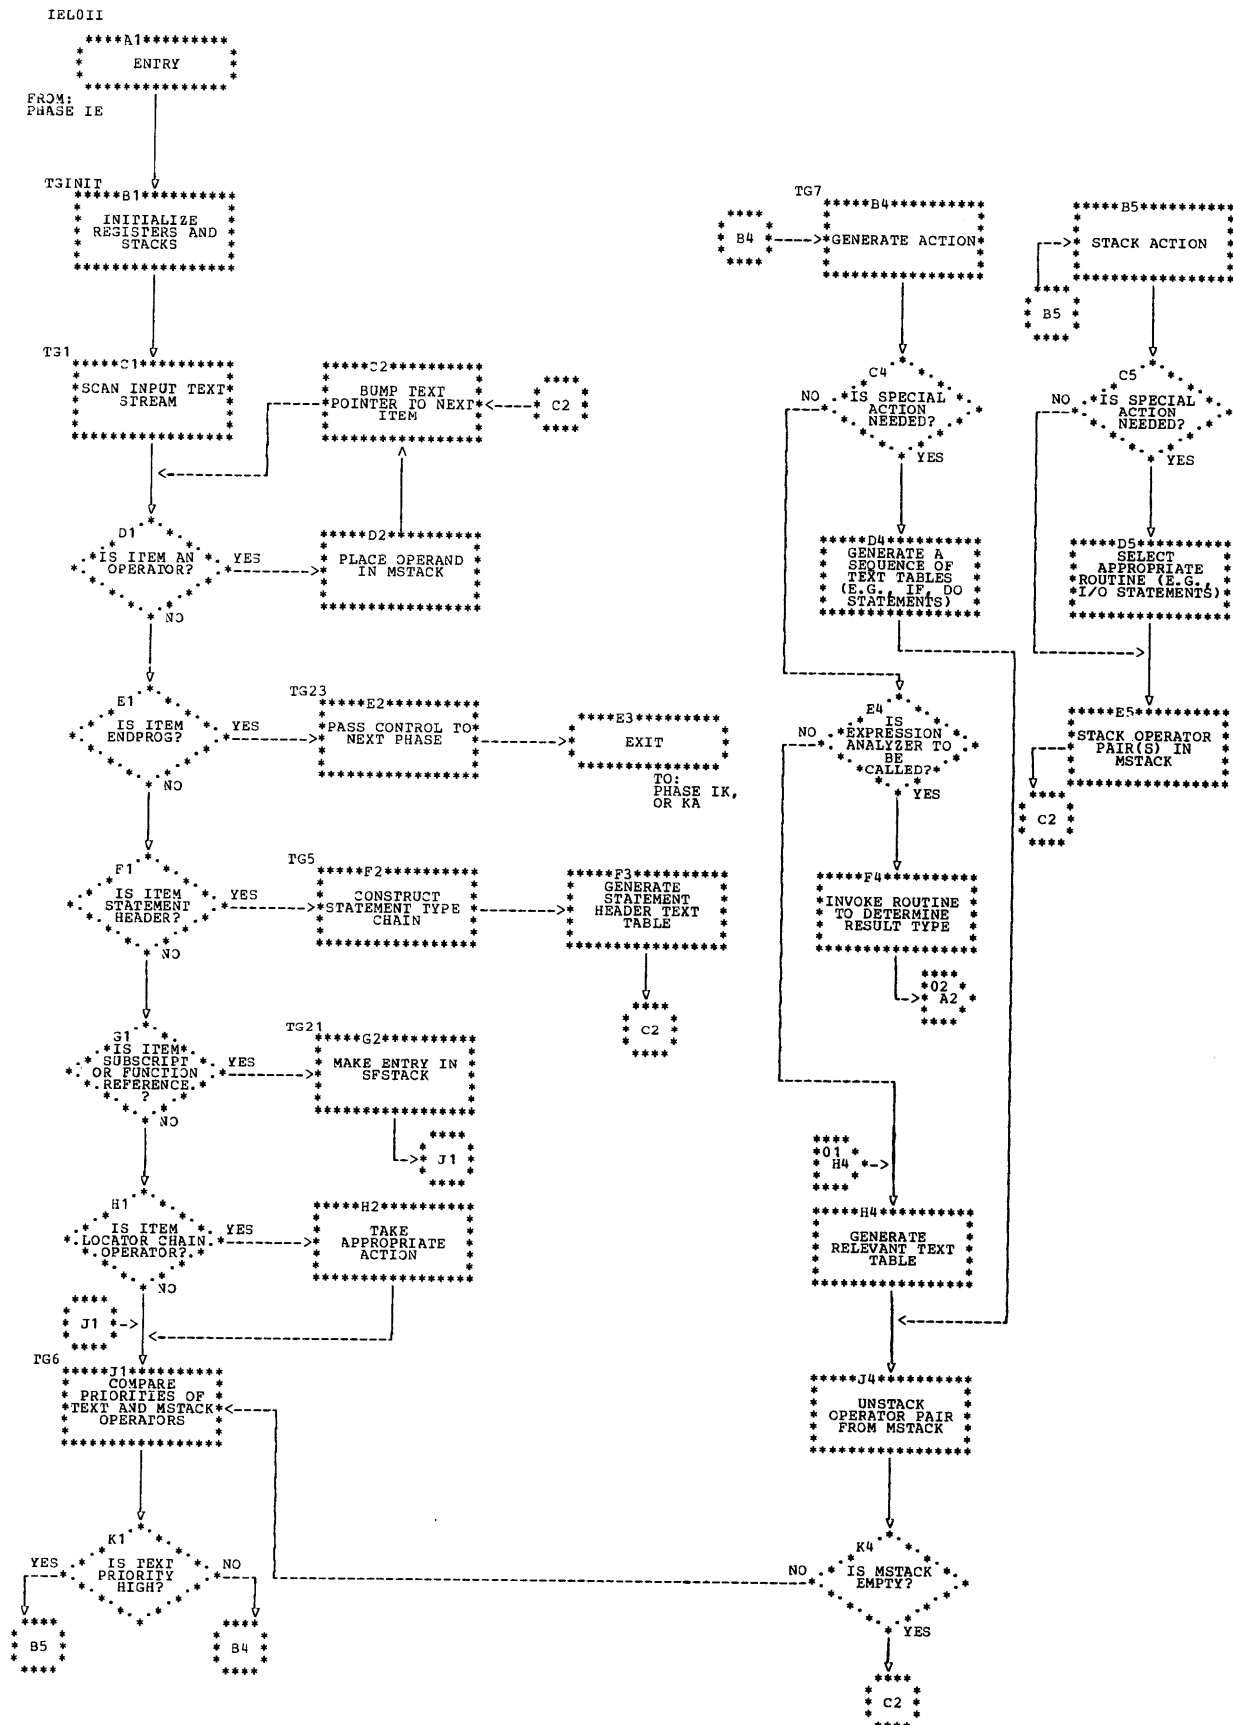 IEL0II
A1
ENTRY
FROM:
PHASE IE
TGINIT
B1
INITIALIZE
REGISTERS AND
STACKS
TG1
C1
SCAN INPUT TEXT
STREAM
C2
BUMP TEXT
POINTER TO NEXT
ITEM
C2
D1
IS ITEM AN
OPERATOR?
YES
NO
D2
PLACE OPERAND
IN MSTACK
E1
IS ITEM
ENDPROG?
YES
NO
TG23
E2
PASS CONTROL TO
NEXT PHASE
E3
EXIT
TO:
PHASE IK,
OR KA
F1
IS ITEM
STATEMENT
HEADER?
YES
NO
TG5
F2
CONSTRUCT
STATEMENT TYPE
CHAIN
F3
GENERATE
STATEMENT
HEADER TEXT
TABLE
C2
G1
IS ITEM
SUBSCRIPT
OR FUNCTION
REFERENCE
?
YES
NO
TG21
G2
MAKE ENTRY IN
SFSTACK
J1
H1
IS ITEM
LOCATOR CHAIN
OPERATOR?
YES
NO
H2
TAKE
APPROPRIATE
ACTION
J1
TG6
J1
COMPARE
PRIORITIES OF
TEXT AND MSTACK
OPERATORS
K1
IS TEXT
PRIORITY
HIGH?
YES
NO
B5
B4
TG7
B4
B4
GENERATE ACTION
C4
IS SPECIAL
ACTION
NEEDED?
NO
YES
D4
GENERATE A
SEQUENCE OF
TEXT TABLES
(E.G., IF, DO
STATEMENTS)
E4
IS
EXPRESSION
ANALYZER TO
BE
CALLED?
NO
YES
F4
INVOKE ROUTINE
TO DETERMINE
RESULT TYPE
02
A2
01
H4
H4
GENERATE
RELEVANT TEXT
TABLE
J4
UNSTACK
OPERATOR PAIR
FROM MSTACK
K4
IS MSTACK
EMPTY?
NO
YES
C2
B5
STACK ACTION
B5
C5
IS SPECIAL
ACTION
NEEDED?
NO
YES
D5
SELECT
APPROPRIATE
ROUTINE (E.G.,
I/O STATEMENTS)
E5
STACK OPERATOR
PAIR(S) IN
MSTACK
C2